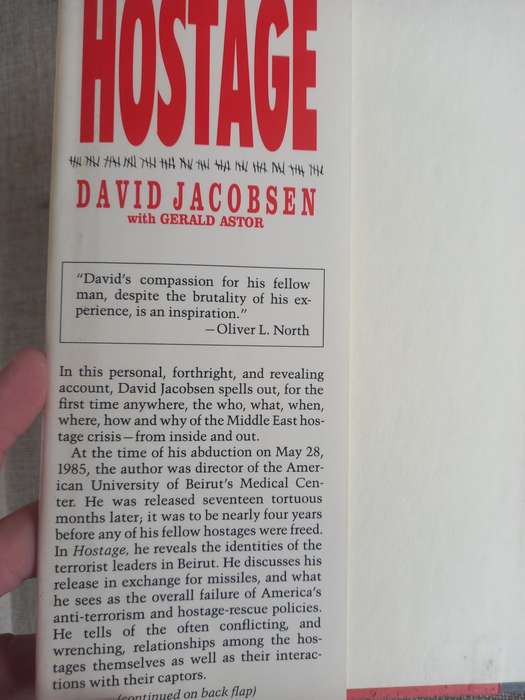 HOSTAGE
DAVID JACOBSEN
with GERALD ASTOR
“David’s compassion for his fellow
man, despite the brutality of his ex-
perience, is an inspiration.”
—Oliver L. North
In this personal, forthright, and revealing
account, David Jacobsen spells out, for the
first time anywhere, the who, what, when,
where, how and why of the Middle East hos-
tage crisis—from inside and out.
At the time of his abduction on May 28,
1985, the author was director of the Amer-
ican University of Beirut’s Medical Cen-
ter. He was released seventeen tortuous
months later; it was to be nearly four years
before any of his fellow hostages were freed.
In Hostage, he reveals the identities of the
terrorist leaders in Beirut. He discusses his
release in exchange for missiles, and what
he sees as the overall failure of America’s
anti-terrorism and hostage-rescue policies.
He tells of the often conflicting, and
wrenching, relationships among the hos-
tages themselves as well as their interac-
tions with their captors.
(continued on back flap)